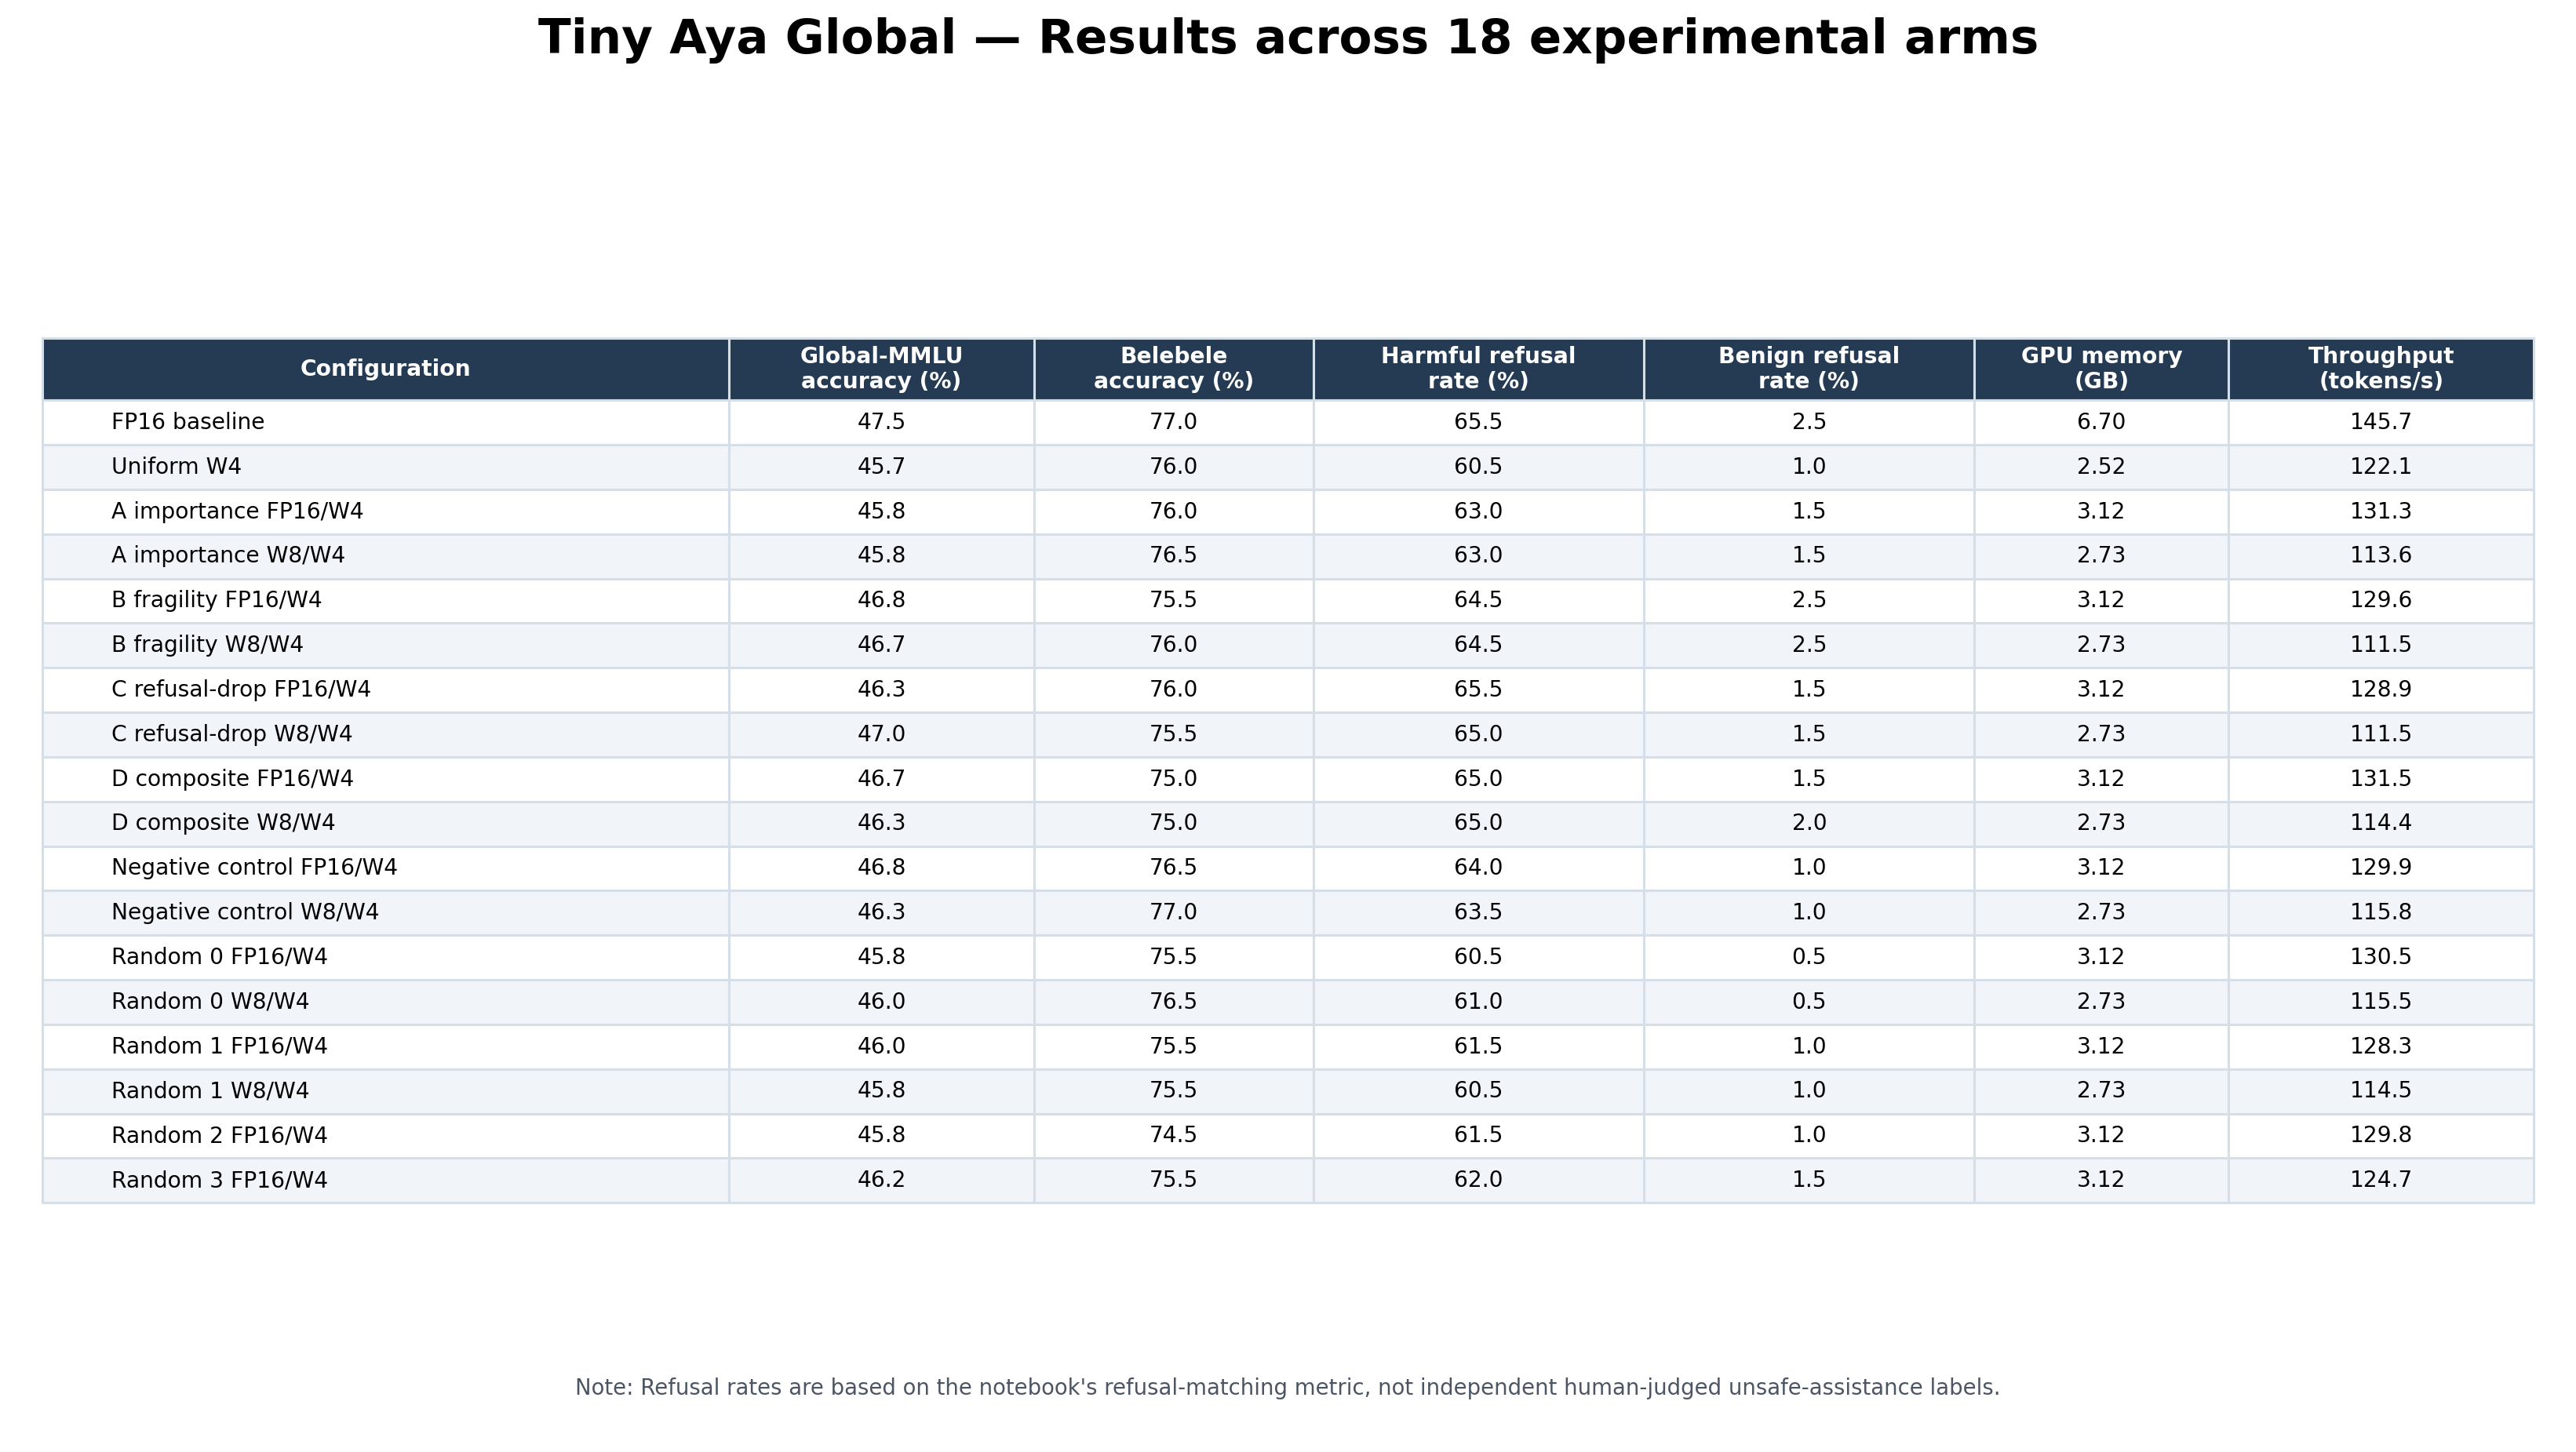 Tiny Aya Global — Results across 18 experimental arms
Configuration Global-MMLU accuracy (%) Belebele accuracy (%) Harmful refusal rate (%) Benign refusal rate (%) GPU memory (GB) Throughput (tokens/s)
FP16 baseline 47.5 77.0 65.5 2.5 6.70 145.7
Uniform W4 45.7 76.0 60.5 1.0 2.52 122.1
A importance FP16/W4 45.8 76.0 63.0 1.5 3.12 131.3
A importance W8/W4 45.8 76.5 63.0 1.5 2.73 113.6
B fragility FP16/W4 46.8 75.5 64.5 2.5 3.12 129.6
B fragility W8/W4 46.7 76.0 64.5 2.5 2.73 111.5
C refusal-drop FP16/W4 46.3 76.0 65.5 1.5 3.12 128.9
C refusal-drop W8/W4 47.0 75.5 65.0 1.5 2.73 111.5
D composite FP16/W4 46.7 75.0 65.0 1.5 3.12 131.5
D composite W8/W4 46.3 75.0 65.0 2.0 2.73 114.4
Negative control FP16/W4 46.8 76.5 64.0 1.0 3.12 129.9
Negative control W8/W4 46.3 77.0 63.5 1.0 2.73 115.8
Random 0 FP16/W4 45.8 75.5 60.5 0.5 3.12 130.5
Random 0 W8/W4 46.0 76.5 61.0 0.5 2.73 115.5
Random 1 FP16/W4 46.0 75.5 61.5 1.0 3.12 128.3
Random 1 W8/W4 45.8 75.5 60.5 1.0 2.73 114.5
Random 2 FP16/W4 45.8 74.5 61.5 1.0 3.12 129.8
Random 3 FP16/W4 46.2 75.5 62.0 1.5 3.12 124.7
Note: Refusal rates are based on the notebook's refusal-matching metric, not independent human-judged unsafe-assistance labels.